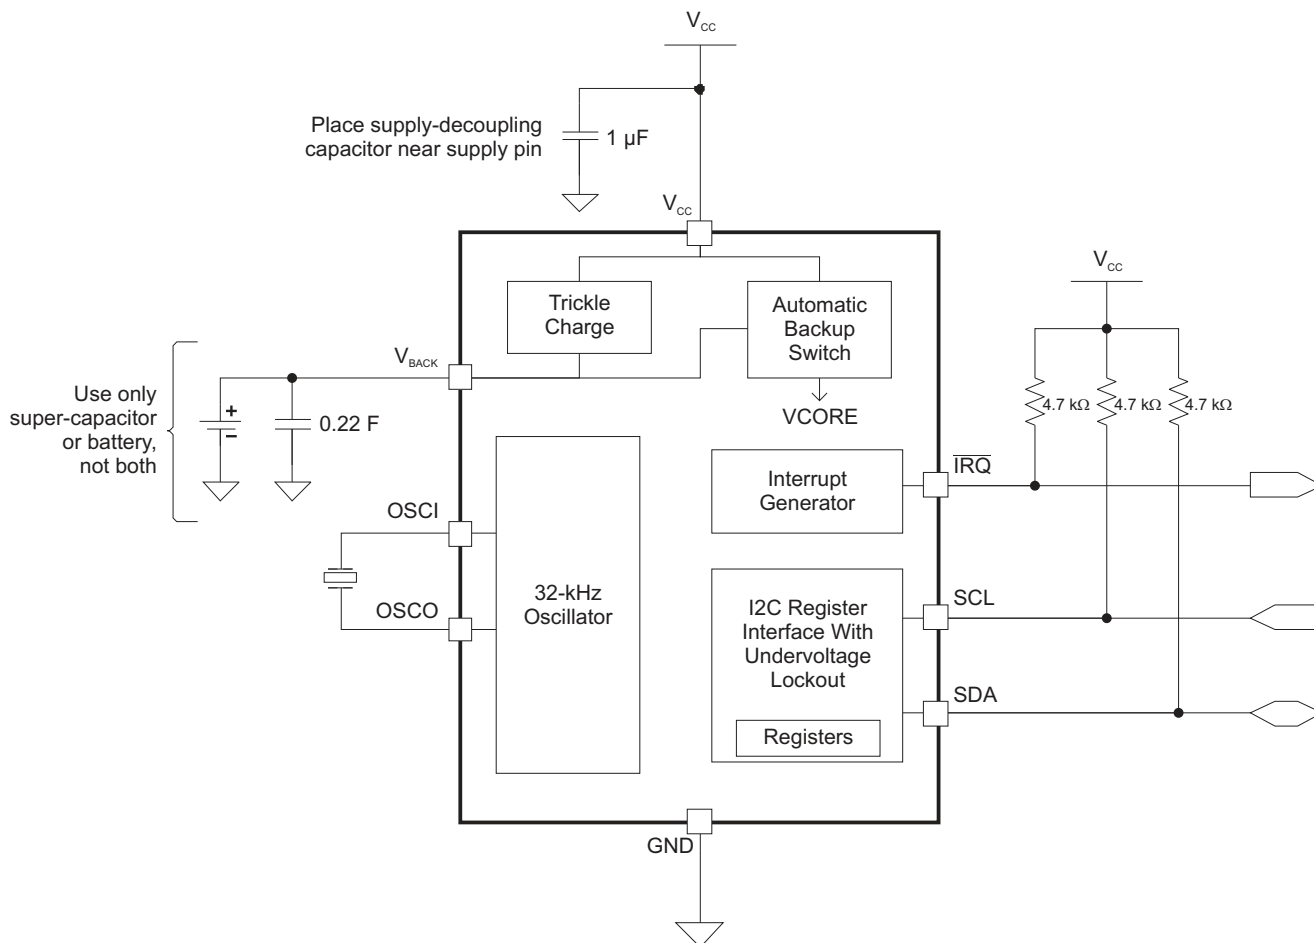 VCC
Place supply-decoupling
capacitor near supply pin
1 µF
VCC
Trickle
Charge
Automatic
Backup
Switch
VCORE
VCC
4.7 kΩ
4.7 kΩ
4.7 kΩ
VBACK
Use only
super-capacitor
or battery,
not both
+
–
0.22 F
OSCI
OSCO
32-kHz
Oscillator
Interrupt
Generator
IRQ
I2C Register
Interface With
Undervoltage
Lockout
Registers
SCL
SDA
GND